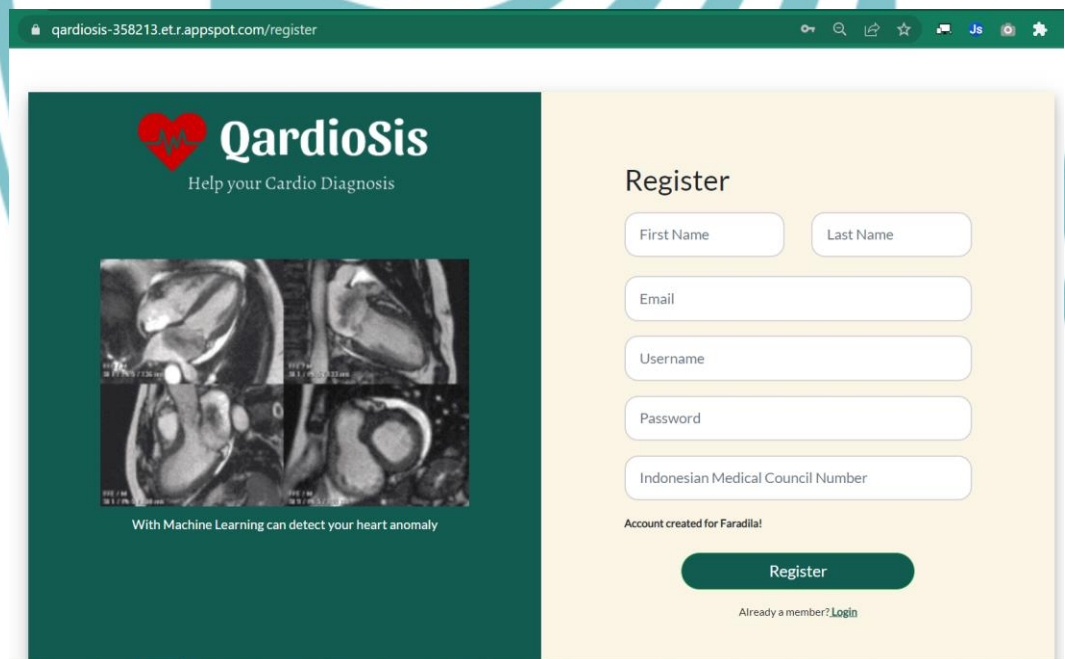 qardiosis-358213.et.r.appspot.com/register
Js
QardioSis
Help your Cardio Diagnosis
With Machine Learning can detect your heart anomaly
Register
First Name
Last Name
Email
Username
Password
Indonesian Medical Council Number
Account created for Faradila!
Register
Already a member? Login